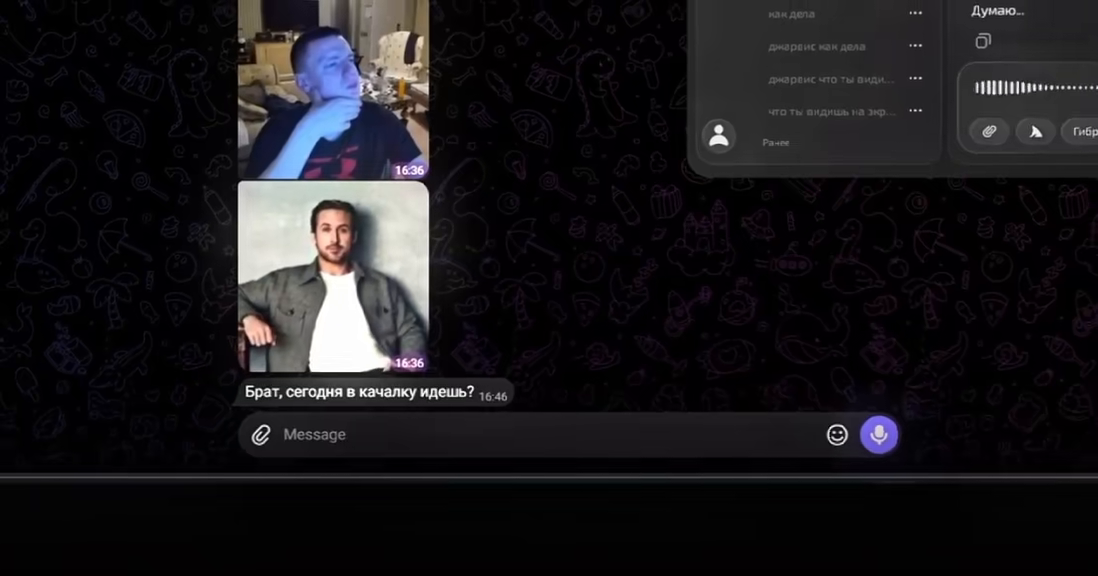 как дела
джарвис как дела
джарвис что ты види...
что ты видишь на экр...
Ранее
Думаю...
Гибр
16:36
16:36
Брат, сегодня в качалку идешь? 16:46
Message